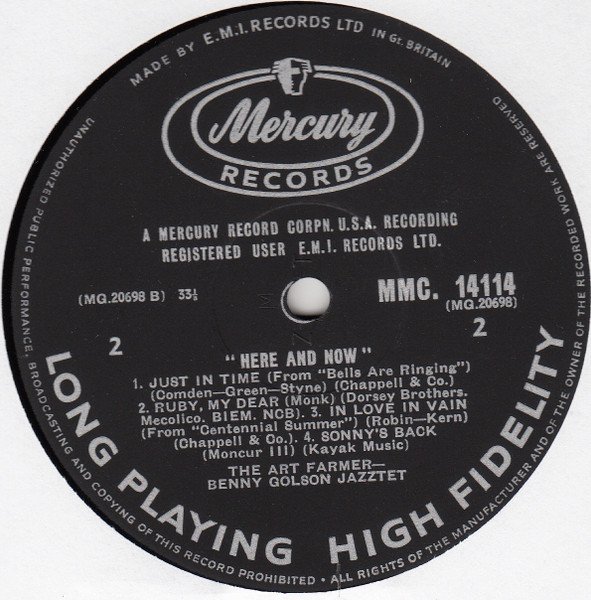 MADE BY E.M.I. RECORDS LTD IN Gt. BRITAIN
Mercury
RECORDS
A MERCURY RECORD CORPN. U.S.A. RECORDING
REGISTERED USER E.M.I. RECORDS LTD.
(MG.20698 B) 33⅓
MMC. 14114
(MG.20698)
2
2
" HERE AND NOW "
1. JUST IN TIME (From "Bells Are Ringing")
(Comden—Green—Styne) (Chappell & Co.)
2. RUBY, MY DEAR (Monk) (Dorsey Brothers.
Mecolico. BIEM. NCB). 3. IN LOVE IN VAIN
(From "Centennial Summer") (Robin—Kern)
(Chappell & Co.). 4. SONNY'S BACK
(Moncur III) (Kayak Music)
THE ART FARMER—
BENNY GOLSON JAZZTET
LONG PLAYING HIGH FIDELITY
UNAUTHORIZED PUBLIC PERFORMANCE, BROADCASTING AND COPYING OF THIS RECORD PROHIBITED • ALL RIGHTS OF THE MANUFACTURER AND OF THE OWNER OF THE RECORDED WORK ARE RESERVED